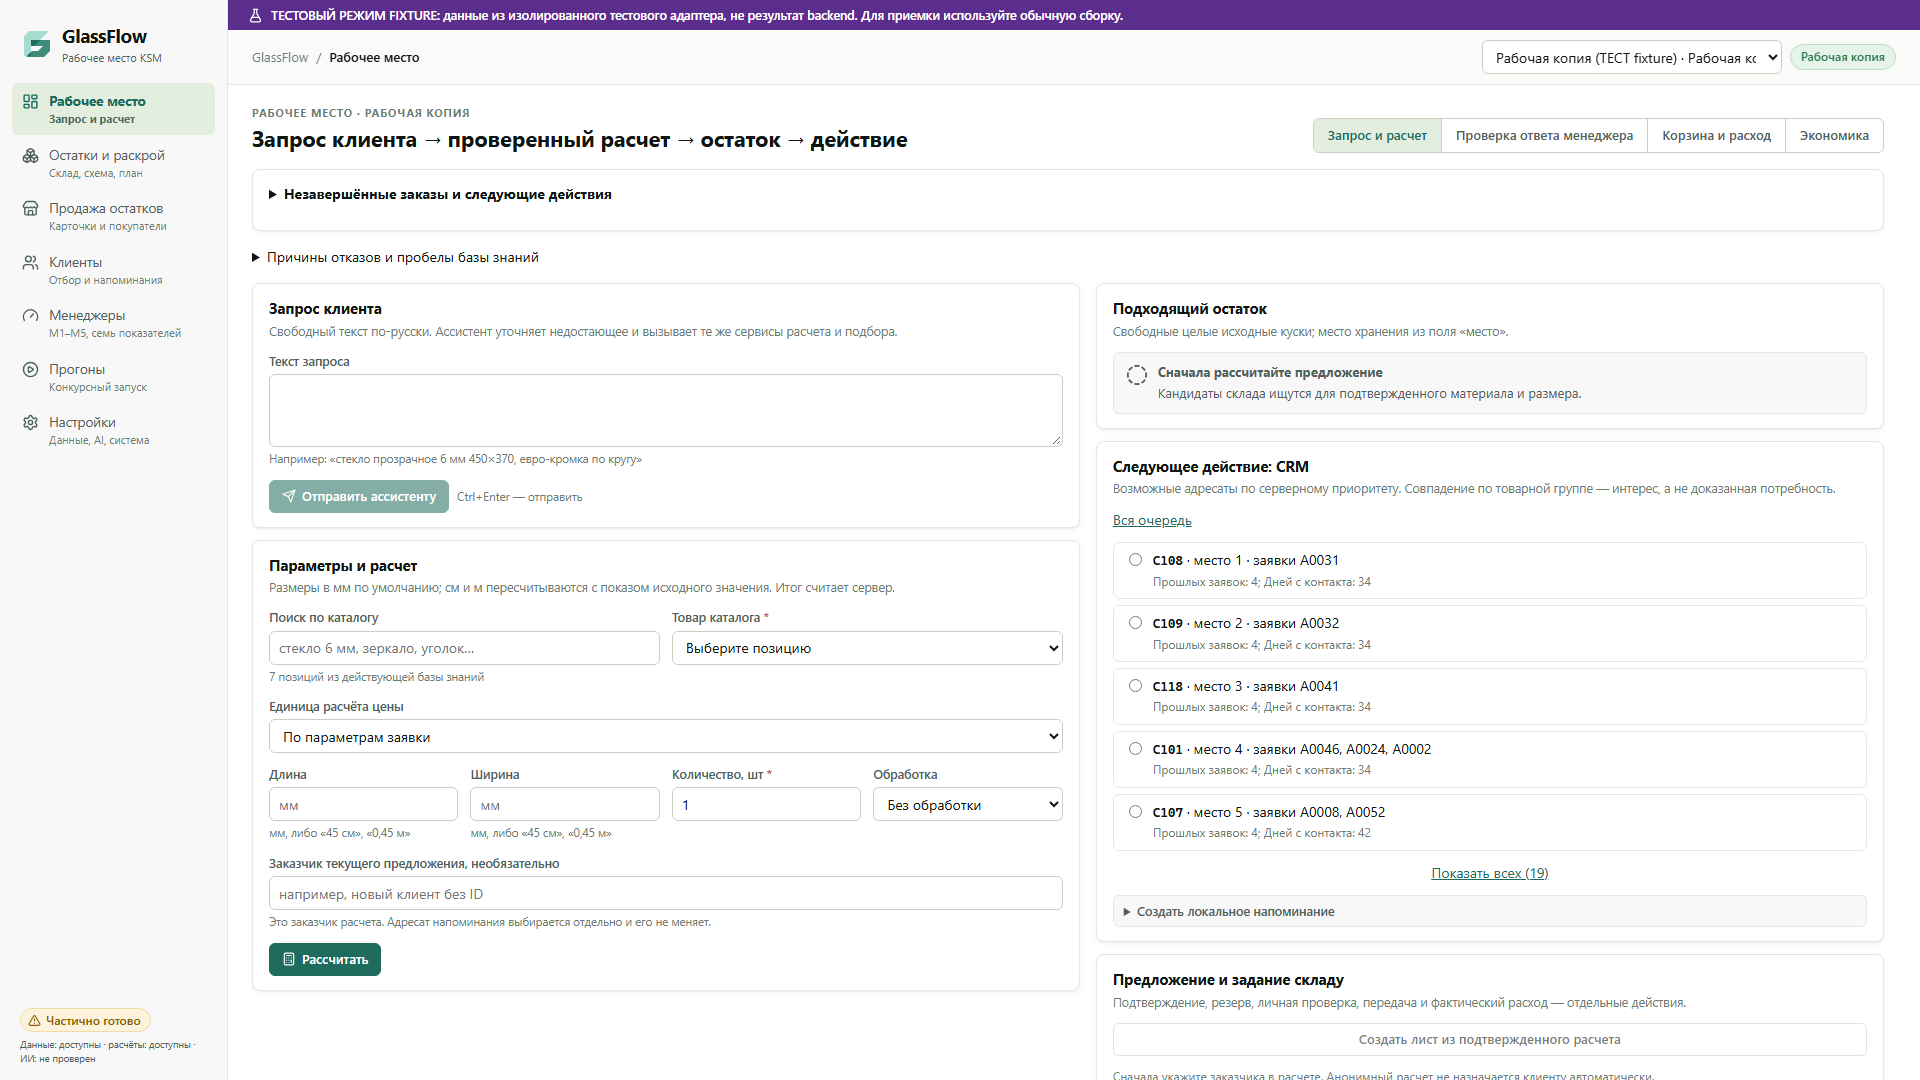 GlassFlow
Рабочее место KSM
Рабочее место
Запрос и расчет
Остатки и раскрой
Склад, схема, план
Продажа остатков
Карточки и покупатели
Клиенты
Отбор и напоминания
Менеджеры
М1–М5, семь показателей
Прогоны
Конкурсный запуск
Настройки
Данные, AI, система
Частично готово
Данные: доступны · расчёты: доступны ·
ИИ: не проверен
ТЕСТОВЫЙ РЕЖИМ FIXTURE: данные из изолированного тестового адаптера, не результат backend. Для приемки используйте обычную сборку.
GlassFlow / Рабочее место
Рабочая копия (ТЕСТ fixture) · Рабочая кс
Рабочая копия
РАБОЧЕЕ МЕСТО · РАБОЧАЯ КОПИЯ
Запрос клиента → проверенный расчет → остаток → действие
Запрос и расчет
Проверка ответа менеджера
Корзина и расход
Экономика
Незавершённые заказы и следующие действия
Причины отказов и пробелы базы знаний
Запрос клиента
Свободный текст по-русски. Ассистент уточняет недостающее и вызывает те же сервисы расчета и подбора.
Текст запроса
Например: «стекло прозрачное 6 мм 450×370, евро-кромка по кругу»
Отправить ассистенту
Ctrl+Enter — отправить
Параметры и расчет
Размеры в мм по умолчанию; см и м пересчитываются с показом исходного значения. Итог считает сервер.
Поиск по каталогу
Товар каталога *
стекло 6 мм, зеркало, уголок...
Выберите позицию
7 позиций из действующей базы знаний
Единица расчёта цены
По параметрам заявки
Длина
Ширина
Количество, шт *
Обработка
мм
мм
1
Без обработки
мм, либо «45 см», «0,45 м»
мм, либо «45 см», «0,45 м»
Заказчик текущего предложения, необязательно
например, новый клиент без ID
Это заказчик расчета. Адресат напоминания выбирается отдельно и его не меняет.
Рассчитать
Подходящий остаток
Свободные целые исходные куски; место хранения из поля «место».
Сначала рассчитайте предложение
Кандидаты склада ищутся для подтвержденного материала и размера.
Следующее действие: CRM
Возможные адресаты по серверному приоритету. Совпадение по товарной группе — интерес, а не доказанная потребность.
Вся очередь
C108 · место 1 · заявки A0031
Прошлых заявок: 4; Дней с контакта: 34
C109 · место 2 · заявки A0032
Прошлых заявок: 4; Дней с контакта: 34
C118 · место 3 · заявки A0041
Прошлых заявок: 4; Дней с контакта: 34
C101 · место 4 · заявки A0046, A0024, A0002
Прошлых заявок: 4; Дней с контакта: 34
C107 · место 5 · заявки A0008, A0052
Прошлых заявок: 4; Дней с контакта: 42
Показать всех (19)
Создать локальное напоминание
Предложение и задание складу
Подтверждение, резерв, личная проверка, передача и фактический расход — отдельные действия.
Создать лист из подтвержденного расчета
Сначала укажите заказчика в расчете. Анонимный расчет не назначается клиенту автоматически.